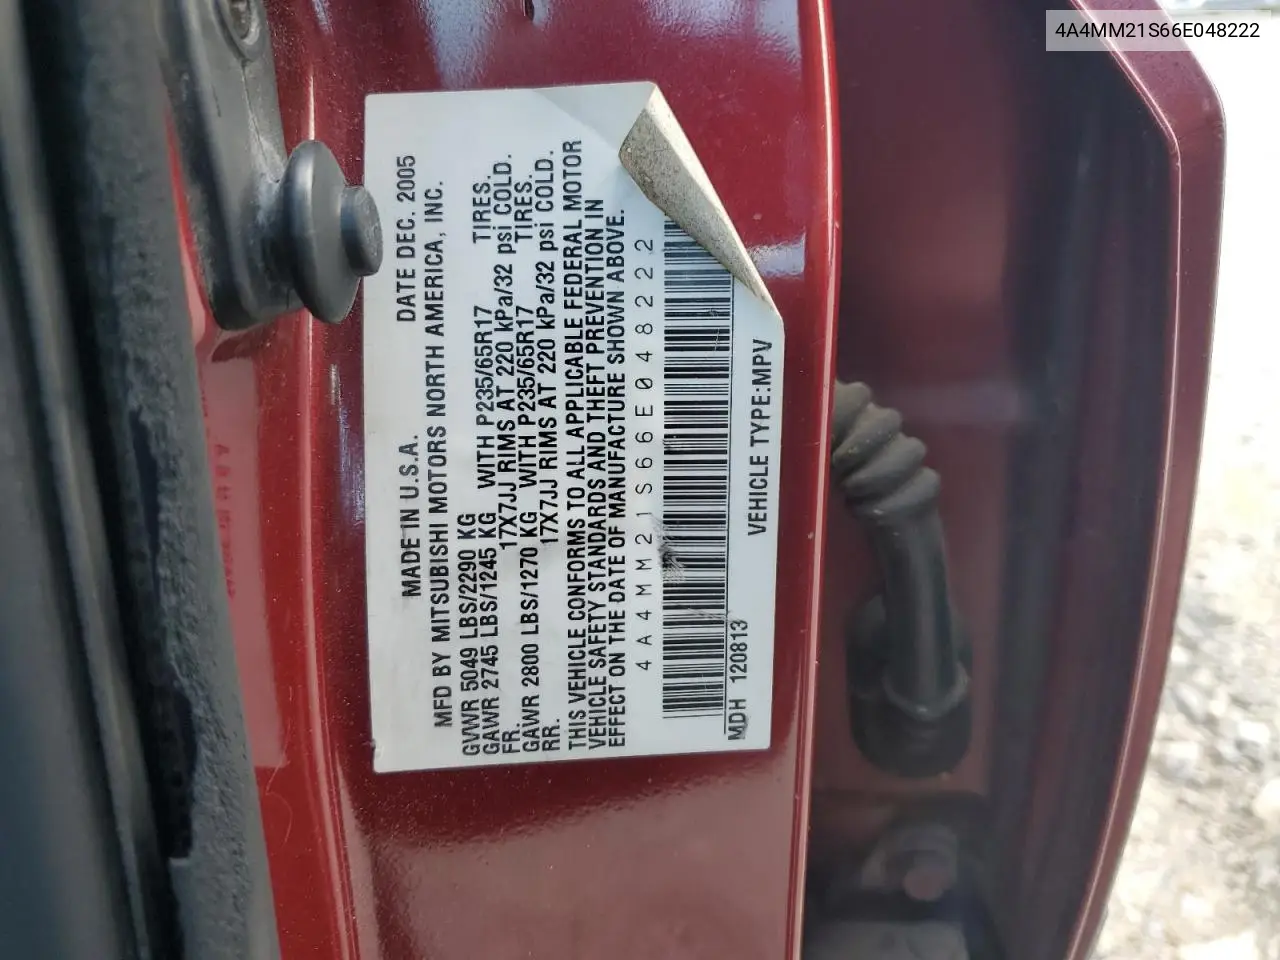 4A4MM21S66E048222
MADE IN U.S.A. DATE DEC. 2005
MFD BY MITSUBISHI MOTORS NORTH AMERICA, INC.
GVWR 5049 LBS/2290 KG
GAWR 2745 LBS/1245 KG WITH P235/65R17 TIRES.
FR. 17X7JJ RIMS AT 220 kPa/32 psi COLD.
GAWR 2800 LBS/1270 KG WITH P235/65R17 TIRES.
RR. 17X7JJ RIMS AT 220 kPa/32 psi COLD.
THIS VEHICLE CONFORMS TO ALL APPLICABLE FEDERAL MOTOR
VEHICLE SAFETY STANDARDS AND THEFT PREVENTION IN
EFFECT ON THE DATE OF MANUFACTURE SHOWN ABOVE.
4A4MM21S66E048222
MDH 120813 VEHICLE TYPE:MPV